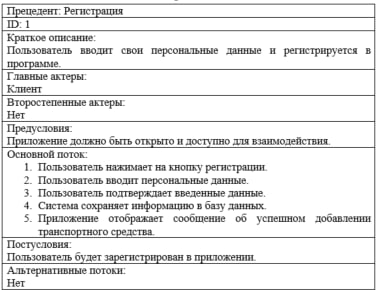 Прецедент: Регистрация
ID: 1
Краткое описание:
Пользователь вводит свои персональные данные и регистрируется в
программе.
Главные актеры:
Клиент
Второстепенные актеры:
Нет
Предусловия:
Приложение должно быть открыто и доступно для взаимодействия.
Основной поток:
1. Пользователь нажимает на кнопку регистрации.
2. Пользователь вводит персональные данные.
3. Пользователь подтверждает введенные данные.
4. Система сохраняет информацию в базу данных.
5. Приложение отображает сообщение об успешном добавлении
транспортного средства.
Постусловия:
Пользователь будет зарегистрирован в приложении.
Альтернативные потоки:
Нет